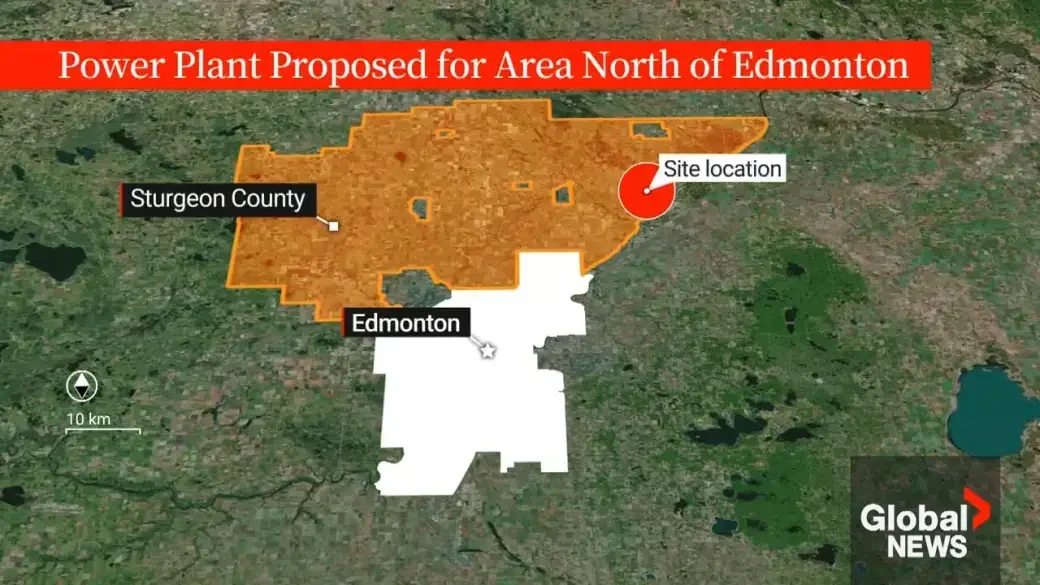 Power Plant Proposed for Area North of Edmonton
Site location
Sturgeon County
Edmonton
10 km
Global
NEWS